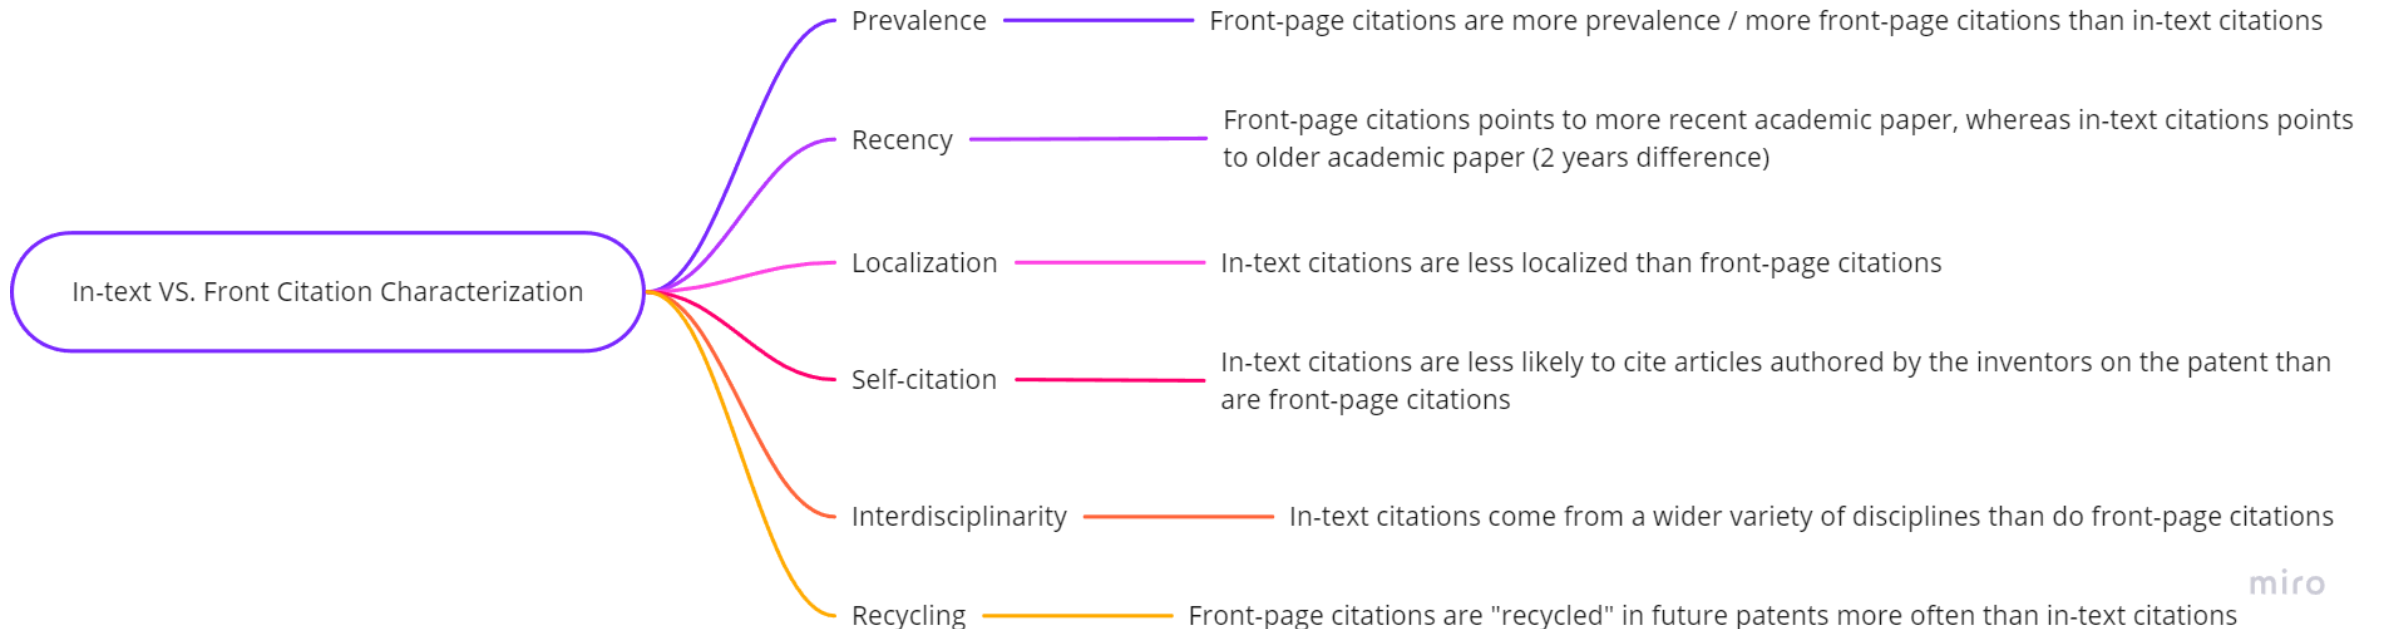 Prevalence
Front-page citations are more prevalence / more front-page citations than in-text citations
Recency
Front-page citations points to more recent academic paper, whereas in-text citations points
to older academic paper (2 years difference)
Localization
In-text citations are less localized than front-page citations
In-text VS. Front Citation Characterization
Self-citation
In-text citations are less likely to cite articles authored by the inventors on the patent than
are front-page citations
Interdisciplinarity
In-text citations come from a wider variety of disciplines than do front-page citations
miro
Recycling
Front-page citations are "recycled" in future patents more often than in-text citations